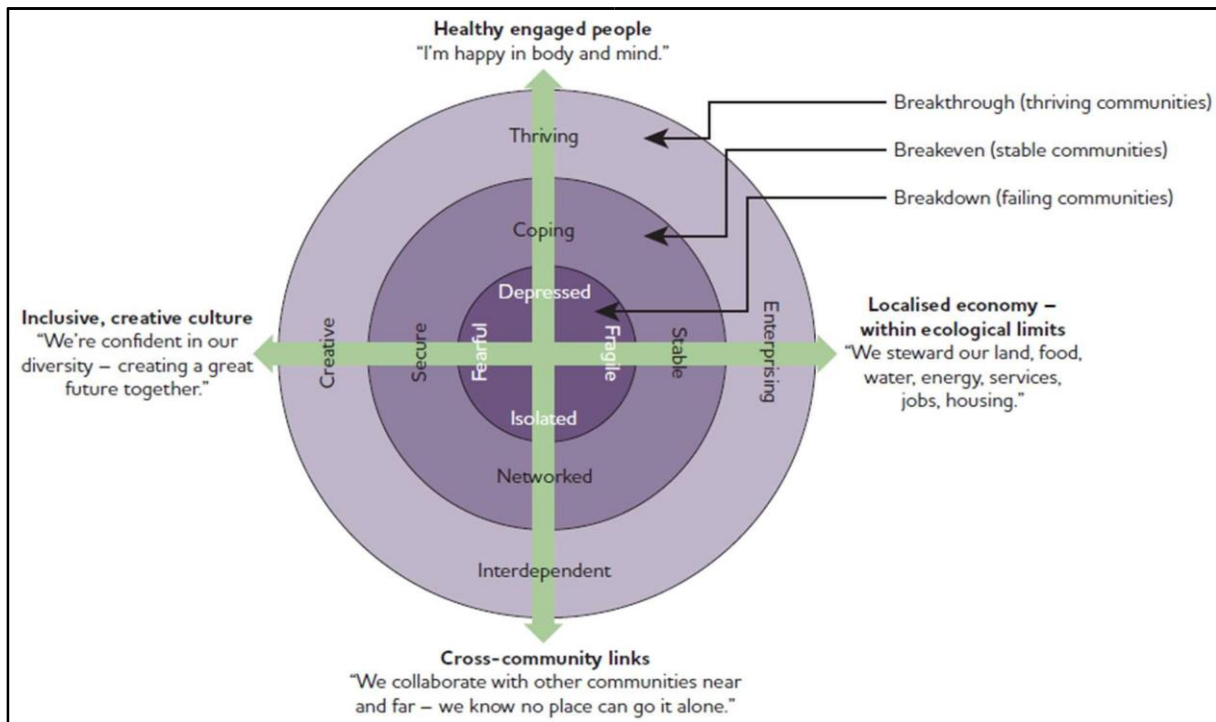 Healthy engaged people
“I’m happy in body and mind.”
Breakthrough (thriving communities)
Thriving
Breakeven (stable communities)
Breakdown (failing communities)
Coping
Depressed
Inclusive, creative culture
“We’re confident in our
diversity – creating a great
future together.”
Creative
Secure
Fearful
Fragile
Stable
Enterprising
Localised economy –
within ecological limits
“We steward our land, food,
water, energy, services,
jobs, housing.”
Isolated
Networked
Interdependent
Cross-community links
“We collaborate with other communities near
and far – we know no place can go it alone.”